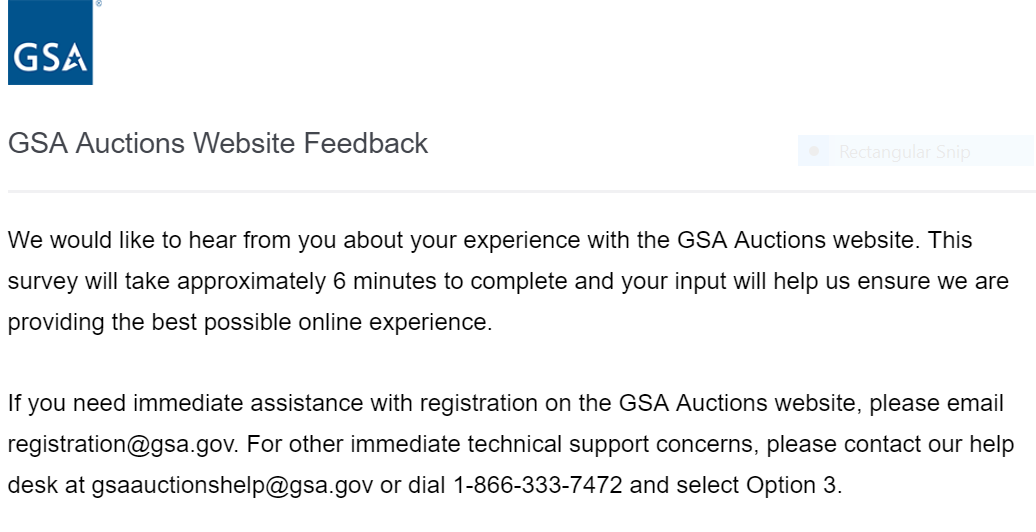 ®
GSA
GSA Auctions Website Feedback
Rectangular Snip
We would like to hear from you about your experience with the GSA Auctions website. This
survey will take approximately 6 minutes to complete and your input will help us ensure we are
providing the best possible online experience.
If you need immediate assistance with registration on the GSA Auctions website, please email
registration@gsa.gov. For other immediate technical support concerns, please contact our help
desk at gsaauctionshelp@gsa.gov or dial 1-866-333-7472 and select Option 3.